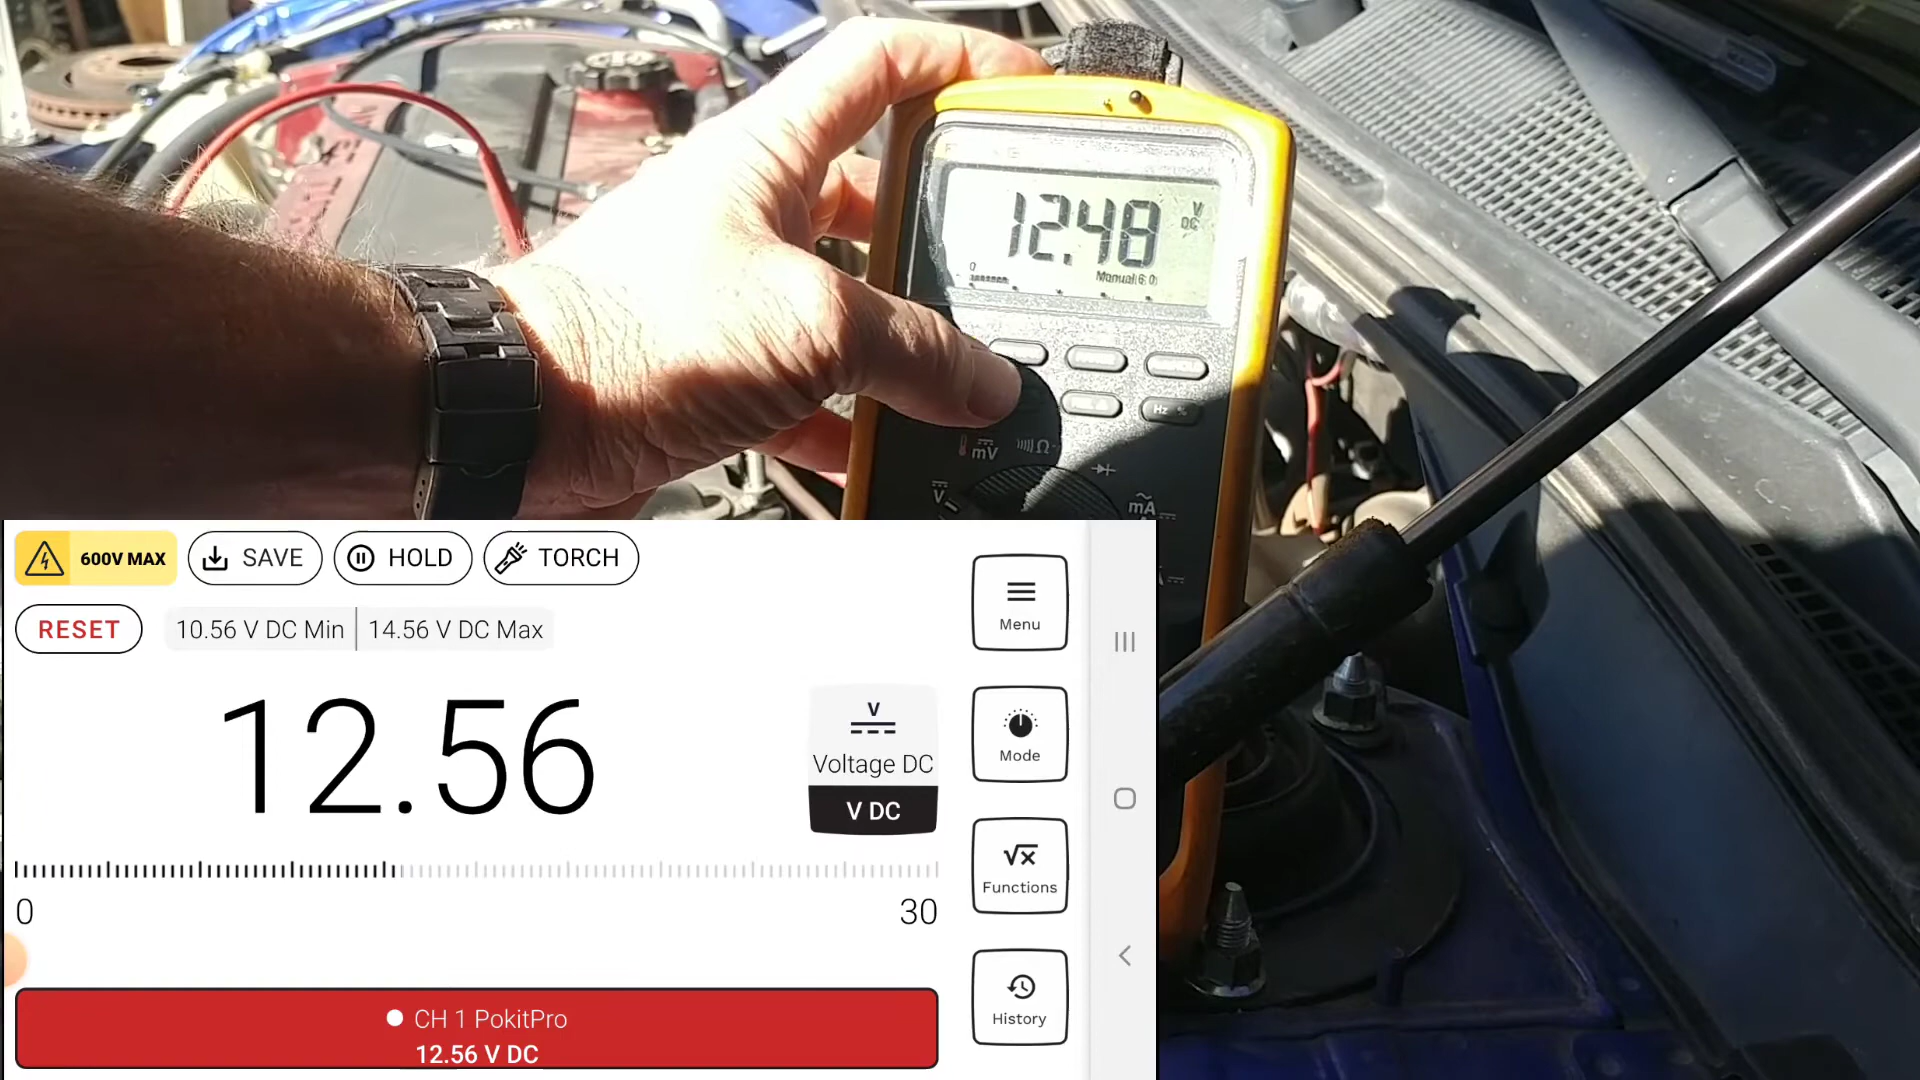 12.48
V
DC
0
Manual 60
Hz %
mV
Ω
V
mA
600V MAX
SAVE
HOLD
TORCH
RESET
10.56 V DC Min
14.56 V DC Max
12.56
V
Voltage DC
V DC
0
30
CH 1 PokitPro
12.56 V DC
Menu
Mode
√x
Functions
History